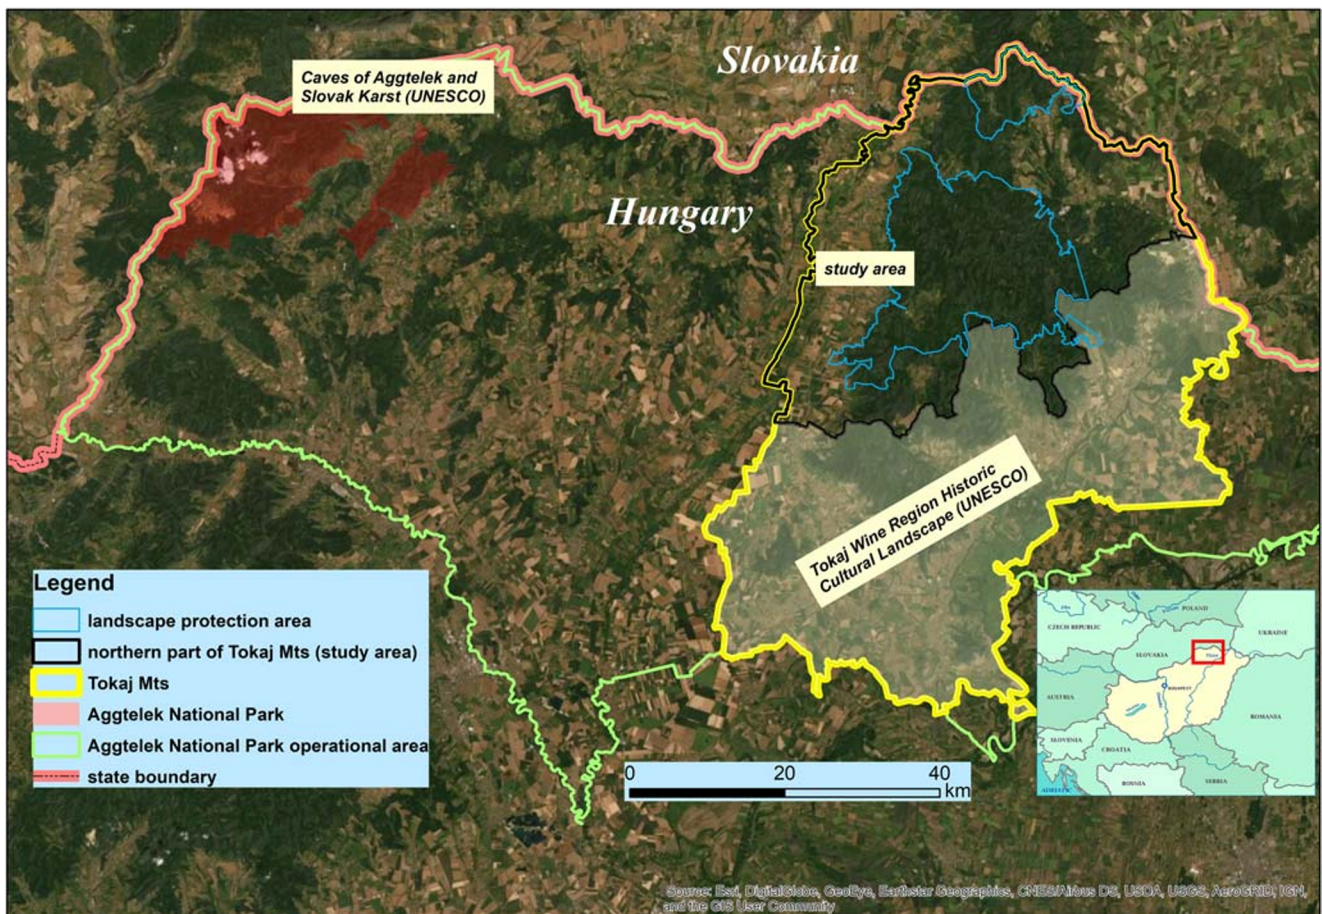 Slovakia
Caves of Aggtelek and
Slovak Karst (UNESCO)
Hungary
study area
Tokaj Wine Region Historic
Cultural Landscape (UNESCO)
Legend
landscape protection area
northern part of Tokaj Mts (study area)
Tokaj Mts
Aggtelek National Park
Aggtelek National Park operational area
state boundary
0 20 40
km
POLAND
CZECH REPUBLIC
UKRAINE
SLOVAKIA
AUSTRIA
BUDAPEST
ROMANIA
SLOVENIA
CROATIA
BOSNIA
SERBIA
ADRIATIC
Source: Esri, DigitalGlobe, GeoEye, Earthstar Geographics, CNES/Airbus DS, USDA, USGS, AeroGRID, IGN,
and the GIS User Community